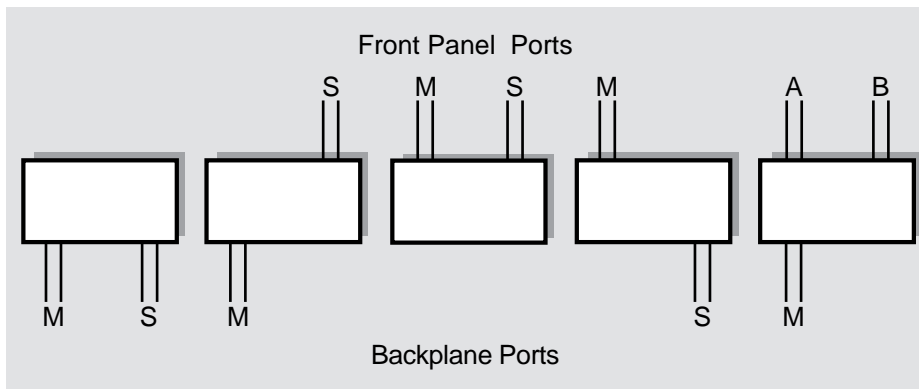 Front Panel Ports
S M S M A B
M S M S M
Backplane Ports